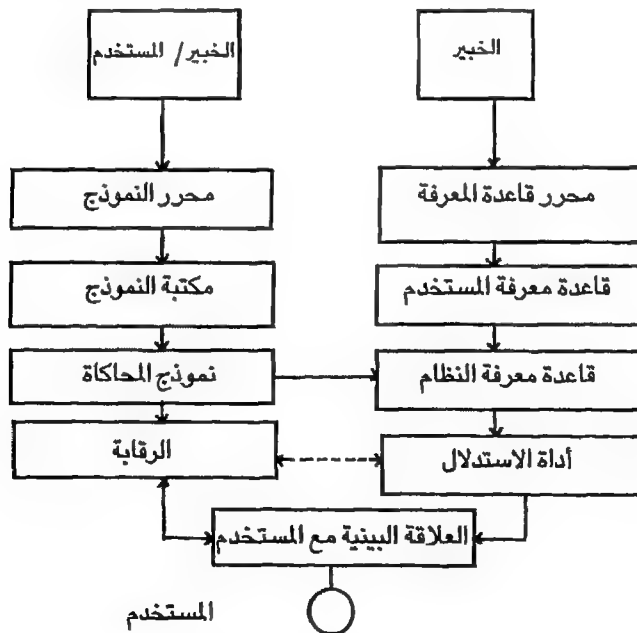 الخبير
الخبير / المستخدم
محرر قاعدة المعرفة
محرر النموذج
قاعدة معرفة المستخدم
مكتبة النموذج
قاعدة معرفة النظام
نموذج المحاكاة
أداة الاستدلال
الرقابة
العلاقة البينية مع المستخدم
المستخدم